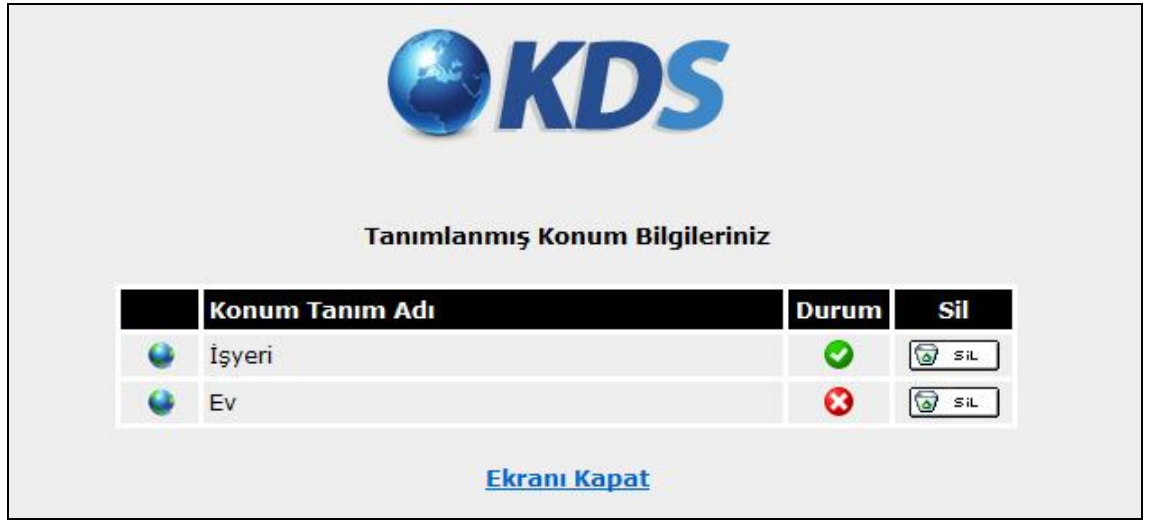 KDS
Tanımlanmış Konum Bilgileriniz
Konum Tanım Adı Durum Sil
İşyeri SiL
Ev SiL
Ekranı Kapat